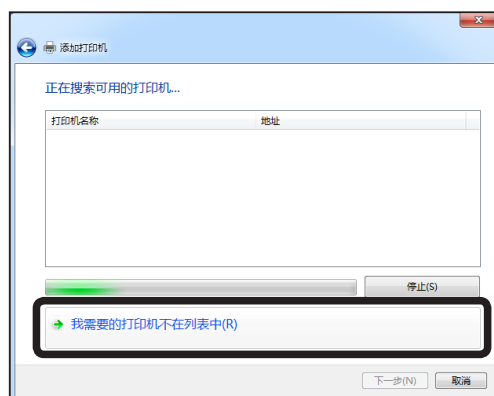 添加打印机
正在搜索可用的打印机...
打印机名称 地址
停止(S)
我需要的打印机不在列表中(R)
下一步(N) 取消